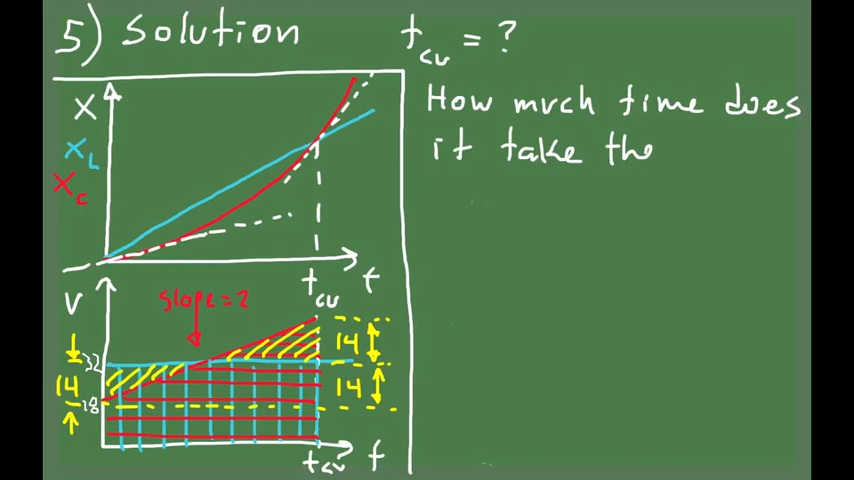 5) Solution
t_cu = ?
How much time does
it take the
X
X_L
X_C
t_cu
t
V
slope=2
32
14
18
14
14
t_cu
t